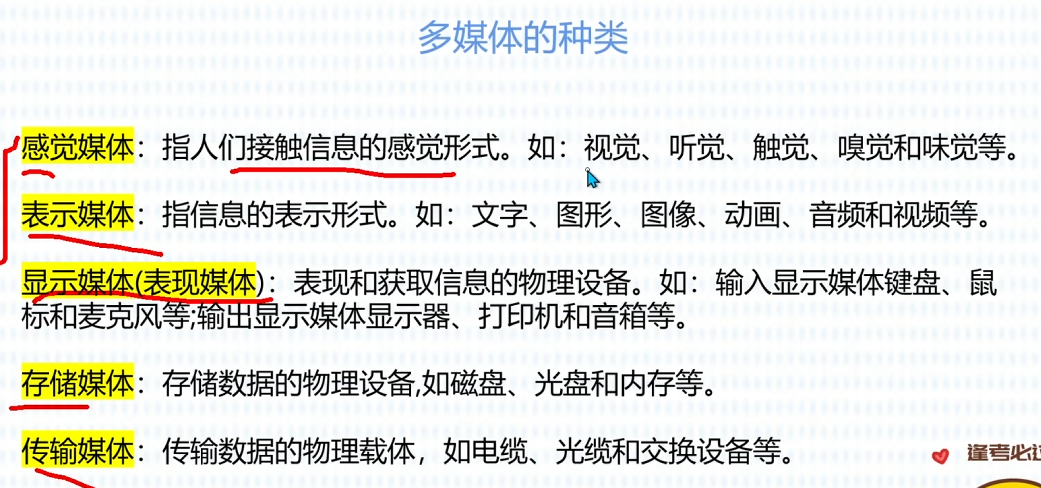 多媒体的种类
感觉媒体：指人们接触信息的感觉形式。如：视觉、听觉、触觉、嗅觉和味觉等。
表示媒体：指信息的表示形式。如：文字、图形、图像、动画、音频和视频等。
显示媒体(表现媒体)：表现和获取信息的物理设备。如：输入显示媒体键盘、鼠
标和麦克风等;输出显示媒体显示器、打印机和音箱等。
存储媒体：存储数据的物理设备,如磁盘、光盘和内存等。
传输媒体：传输数据的物理载体，如电缆、光缆和交换设备等。
逢考必过